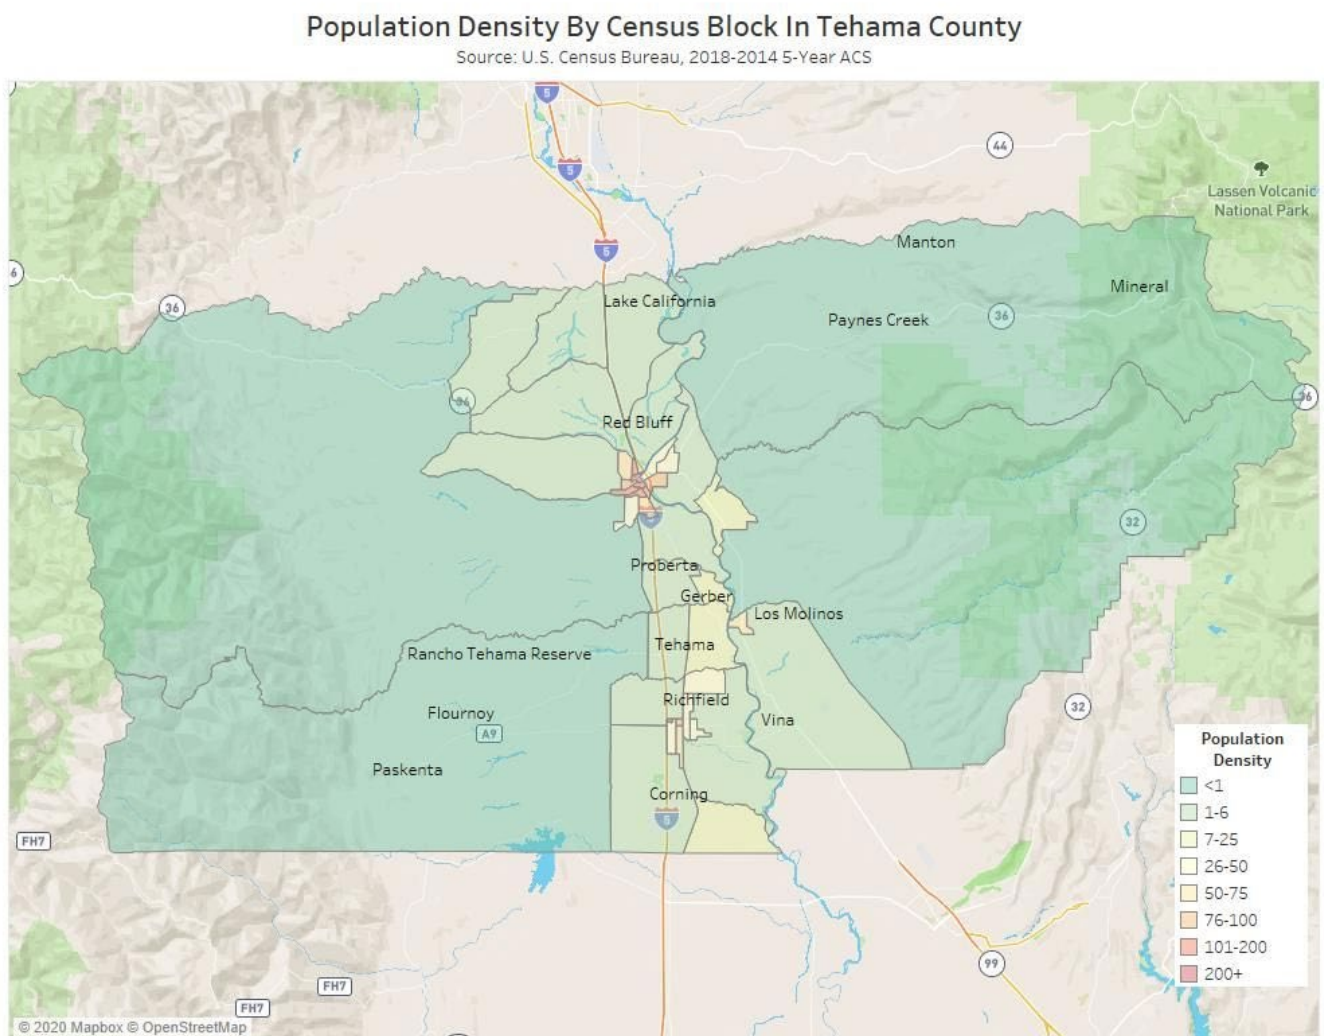 Population Density By Census Block In Tehama County
Source: U.S. Census Bureau, 2018-2014 5-Year ACS
5
44
5
Lassen Volcanic
National Park
Manton
5
6
Mineral
Lake California
36
Paynes Creek
36
36
36
Red Bluff
5
32
Proberta
Gerber
Los Molinos
Tehama
Rancho Tehama Reserve
Richfield
32
Flournoy
Vina
A9
Paskenta
Corning
5
Population
Density
<1
1-6
7-25
26-50
50-75
76-100
101-200
200+
FH7
99
FH7
FH7
© 2020 Mapbox © OpenStreetMap